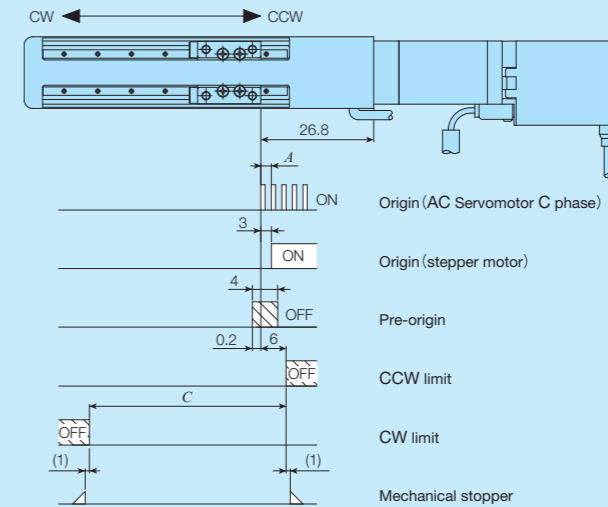 CW CCW
26.8
A
ON Origin (AC Servomotor C phase)
3
ON Origin (stepper motor)
4
OFF Pre-origin
0.2 6
OFF CCW limit
C
OFF CW limit
(1) (1)
Mechanical stopper